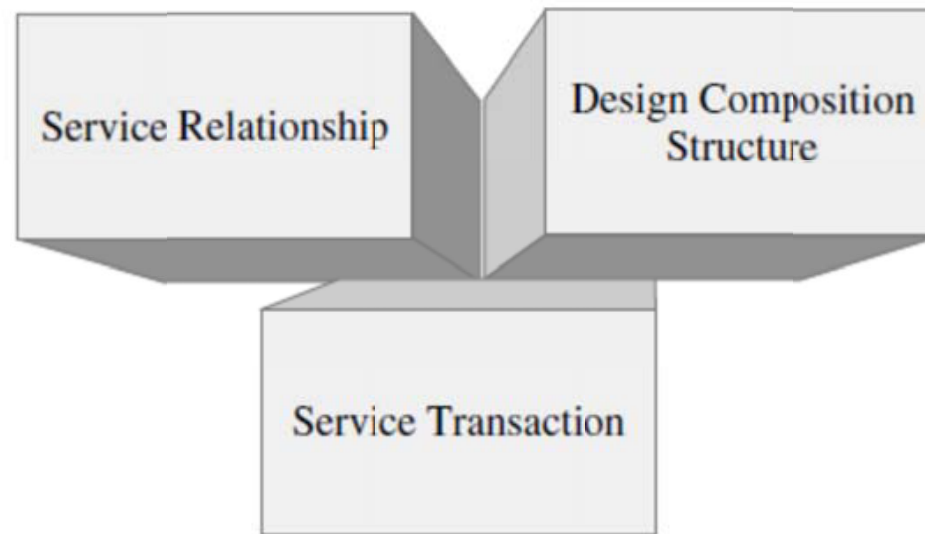 Service Relationship
Design Composition
Structure
Service Transaction